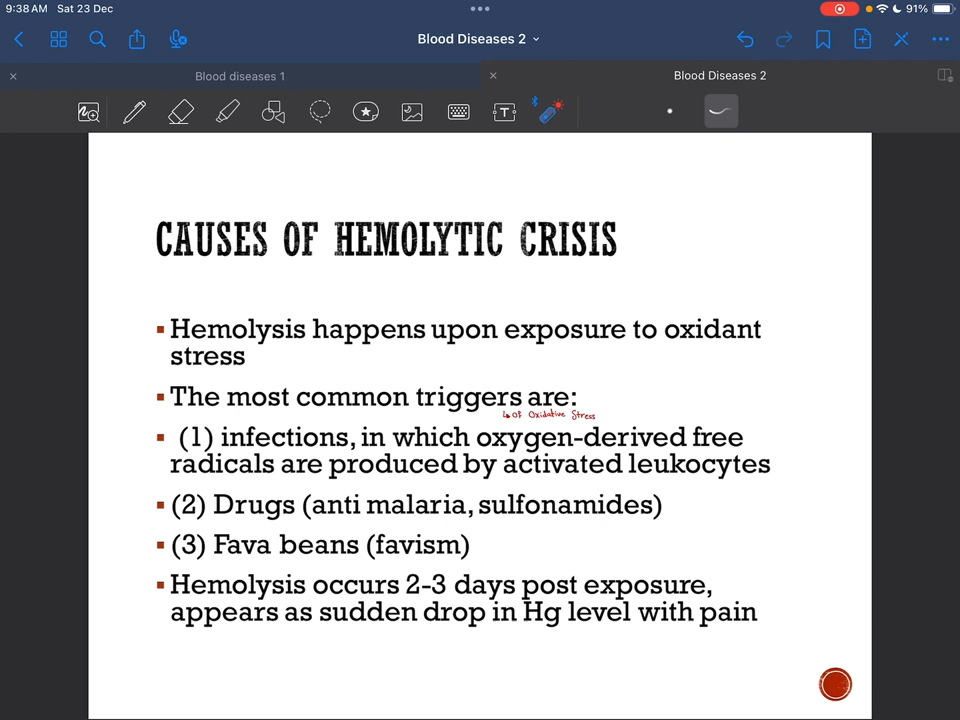 9:38 AM Sat 23 Dec
91%
Blood Diseases 2
Blood diseases 1
Blood Diseases 2
T
CAUSES OF HEMOLYTIC CRISIS
▪ Hemolysis happens upon exposure to oxidant
stress
▪ The most common triggers are:
↳ of Oxidative Stress
▪ (1) infections, in which oxygen-derived free
radicals are produced by activated leukocytes
▪ (2) Drugs (anti malaria, sulfonamides)
▪ (3) Fava beans (favism)
▪ Hemolysis occurs 2-3 days post exposure,
appears as sudden drop in Hg level with pain